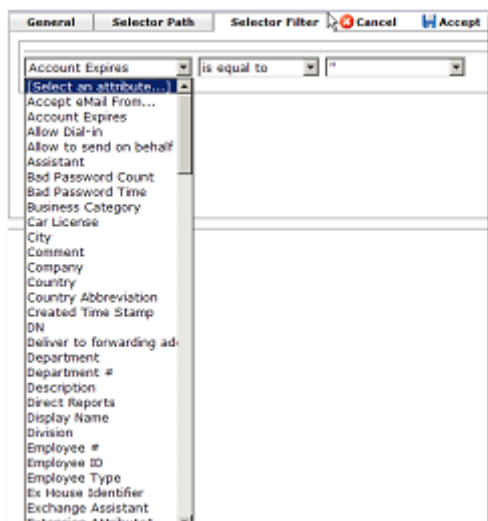 General Selector Path Selector Filter Cancel Accept
Account Expires is equal to "
[Select an attribute...]
Accept eMail From...
Account Expires
Allow Dial-in
Allow to send on behalf
Assistant
Bad Password Count
Bad Password Time
Business Category
Car License
City
Comment
Company
Country
Country Abbreviation
Created Time Stamp
DN
Deliver to forwarding ad
Department
Department #
Description
Direct Reports
Display Name
Division
Employee #
Employee ID
Employee Type
Ex House Identifier
Exchange Assistant